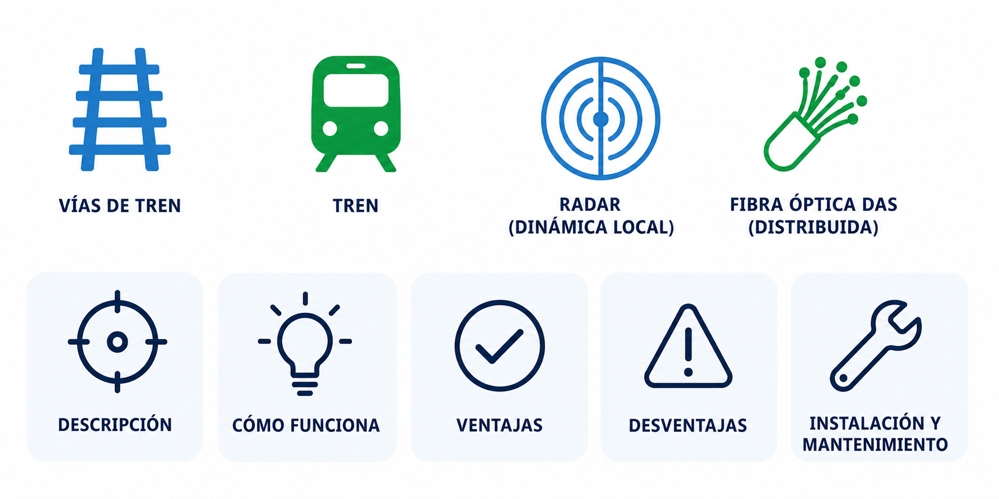 VÍAS DE TREN
TREN
RADAR
(DINÁMICA LOCAL)
FIBRA ÓPTICA DAS
(DISTRIBUIDA)
DESCRIPCIÓN
CÓMO FUNCIONA
VENTAJAS
DESVENTAJAS
INSTALACIÓN Y
MANTENIMIENTO